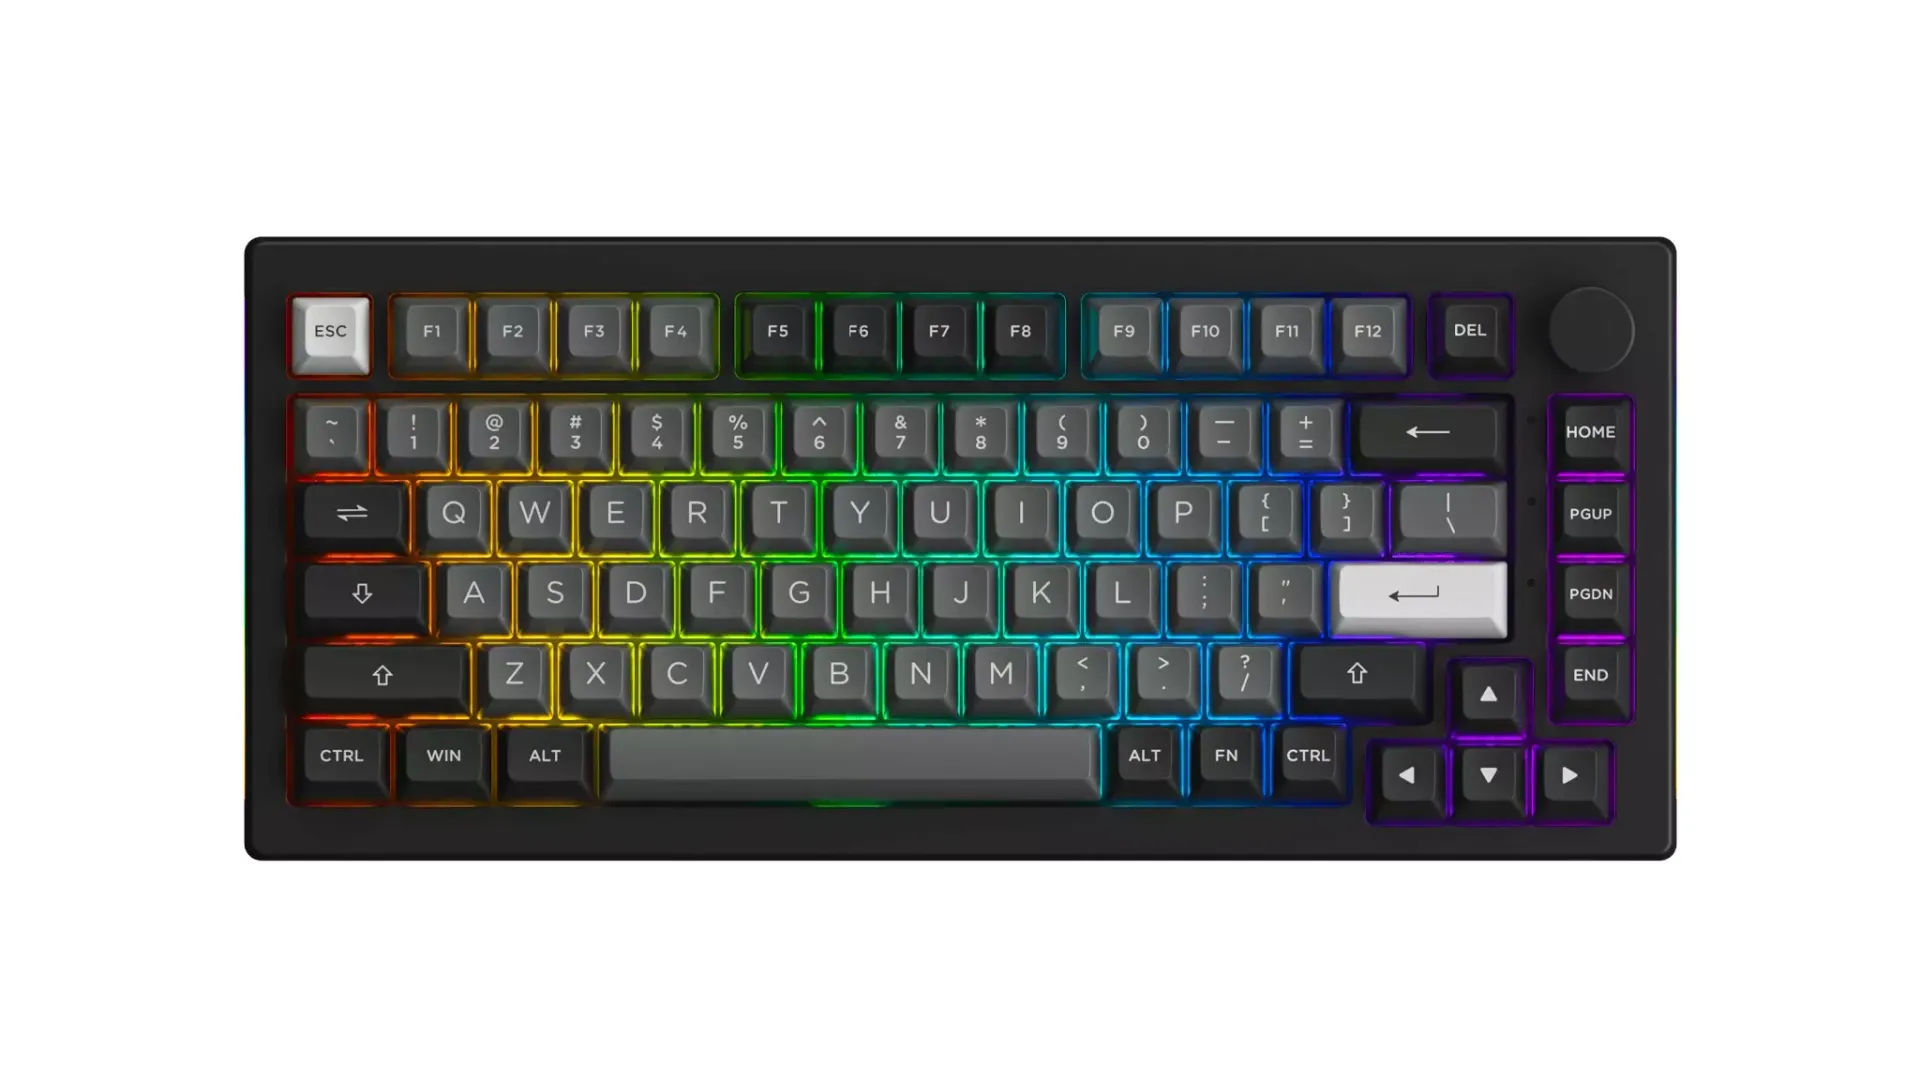 ESC F1 F2 F3 F4 F5 F6 F7 F8 F9 F10 F11 F12 DEL
~ ! @ # $ % ^ & * ( ) — +
` 1 2 3 4 5 6 7 8 9 0 – = ← HOME
⇌ Q W E R T Y U I O P { [ } ] | \ PGUP
⇩ A S D F G H J K L : ; " ' ↵ PGDN
⇧ Z X C V B N M < , > . ? / ⇧ END
▲
CTRL WIN ALT ALT FN CTRL ◀ ▼ ▶